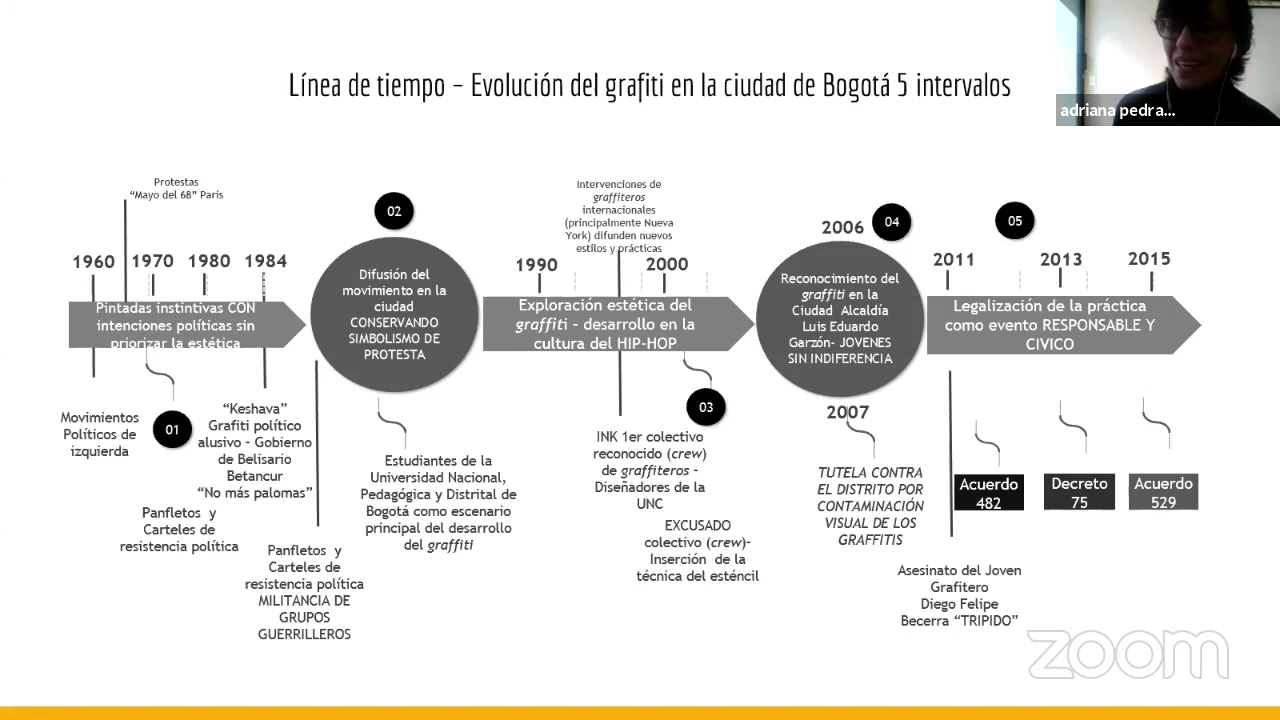 Línea de tiempo – Evolución del grafiti en la ciudad de Bogotá 5 intervalos
adriana pedra...
Protestas
“Mayo del 68” Paris
1960
1970
1980
1984
Pintadas instintivas CON
intenciones políticas sin
priorizar la estética
Movimientos
Políticos de
izquierda
01
“Keshava”
Grafiti político
alusivo – Gobierno
de Belisario
Betancur
“No más palomas”
Panfletos y
Carteles de
resistencia política
Panfletos y
Carteles de
resistencia política
MILITANCIA DE
GRUPOS
GUERRILLEROS
02
Difusión del
movimiento en la
ciudad
CONSERVANDO
SIMBOLISMO DE
PROTESTA
Estudiantes de la
Universidad Nacional,
Pedagógica y Distrital de
Bogotá como escenario
principal del desarrollo
del graffiti
Intervenciones de
graffiteros
internacionales
(principalmente Nueva
York) difunden nuevos
estilos y prácticas
1990
2000
Exploración estética del
graffiti – desarrollo en la
cultura del HIP-HOP
03
INK 1er colectivo
reconocido (crew)
de graffiteros –
Diseñadores de la
UNC
EXCUSADO
colectivo (crew)–
Inserción de la
técnica del esténcil
2006
04
Reconocimiento del
graffiti en la
Ciudad Alcaldía
Luis Eduardo
Garzón- JOVENES
SIN INDIFERENCIA
2007
TUTELA CONTRA
EL DISTRITO POR
CONTAMINACIÓN
VISUAL DE LOS
GRAFFITIS
05
2011
2013
2015
Legalización de la práctica
como evento RESPONSABLE Y
CIVICO
Acuerdo
482
Decreto
75
Acuerdo
529
Asesinato del Joven
Grafitero
Diego Felipe
Becerra “TRIPIDO”
zoom